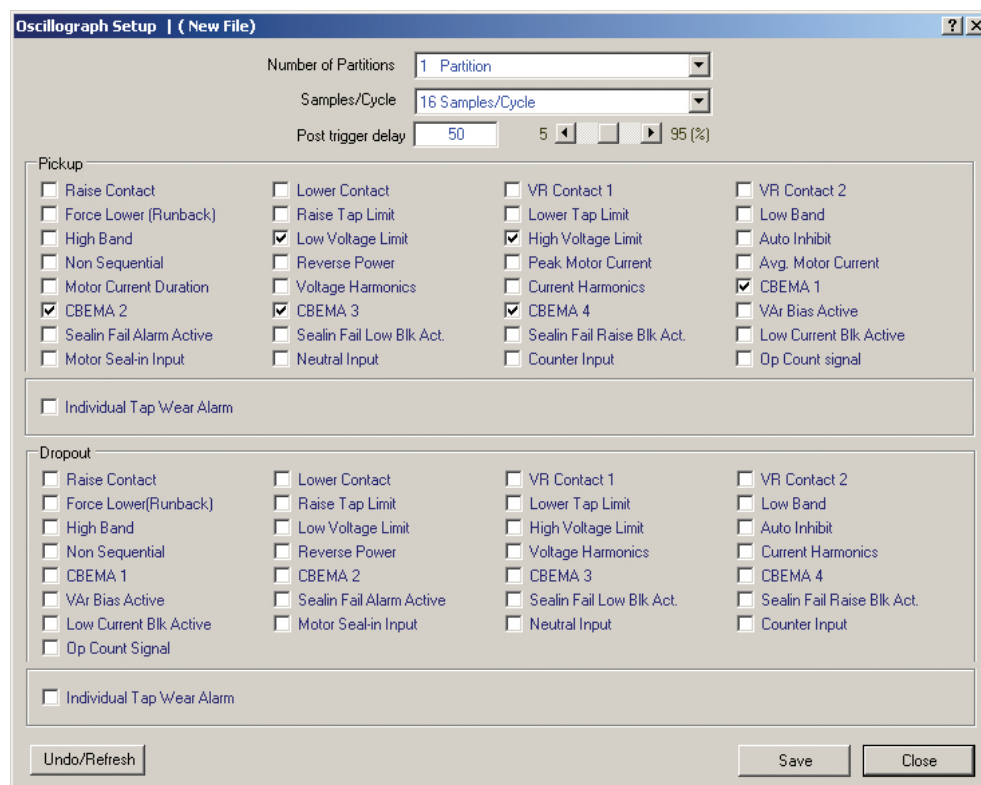 Oscillograph Setup | ( New File)
Number of Partitions 1 Partition
Samples/Cycle 16 Samples/Cycle
Post trigger delay 50 5 95 (%)
Pickup
Raise Contact Lower Contact VR Contact 1 VR Contact 2
Force Lower (Runback) Raise Tap Limit Lower Tap Limit Low Band
High Band Low Voltage Limit High Voltage Limit Auto Inhibit
Non Sequential Reverse Power Peak Motor Current Avg. Motor Current
Motor Current Duration Voltage Harmonics Current Harmonics CBEMA 1
CBEMA 2 CBEMA 3 CBEMA 4 VAr Bias Active
Sealin Fail Alarm Active Sealin Fail Low Blk Act. Sealin Fail Raise Blk Act. Low Current Blk Active
Motor Seal-in Input Neutral Input Counter Input Op Count signal
Individual Tap Wear Alarm
Dropout
Raise Contact Lower Contact VR Contact 1 VR Contact 2
Force Lower(Runback) Raise Tap Limit Lower Tap Limit Low Band
High Band Low Voltage Limit High Voltage Limit Auto Inhibit
Non Sequential Reverse Power Voltage Harmonics Current Harmonics
CBEMA 1 CBEMA 2 CBEMA 3 CBEMA 4
VAr Bias Active Sealin Fail Alarm Active Sealin Fail Low Blk Act. Sealin Fail Raise Blk Act.
Low Current Blk Active Motor Seal-in Input Neutral Input Counter Input
Op Count Signal
Individual Tap Wear Alarm
Undo/Refresh Save Close